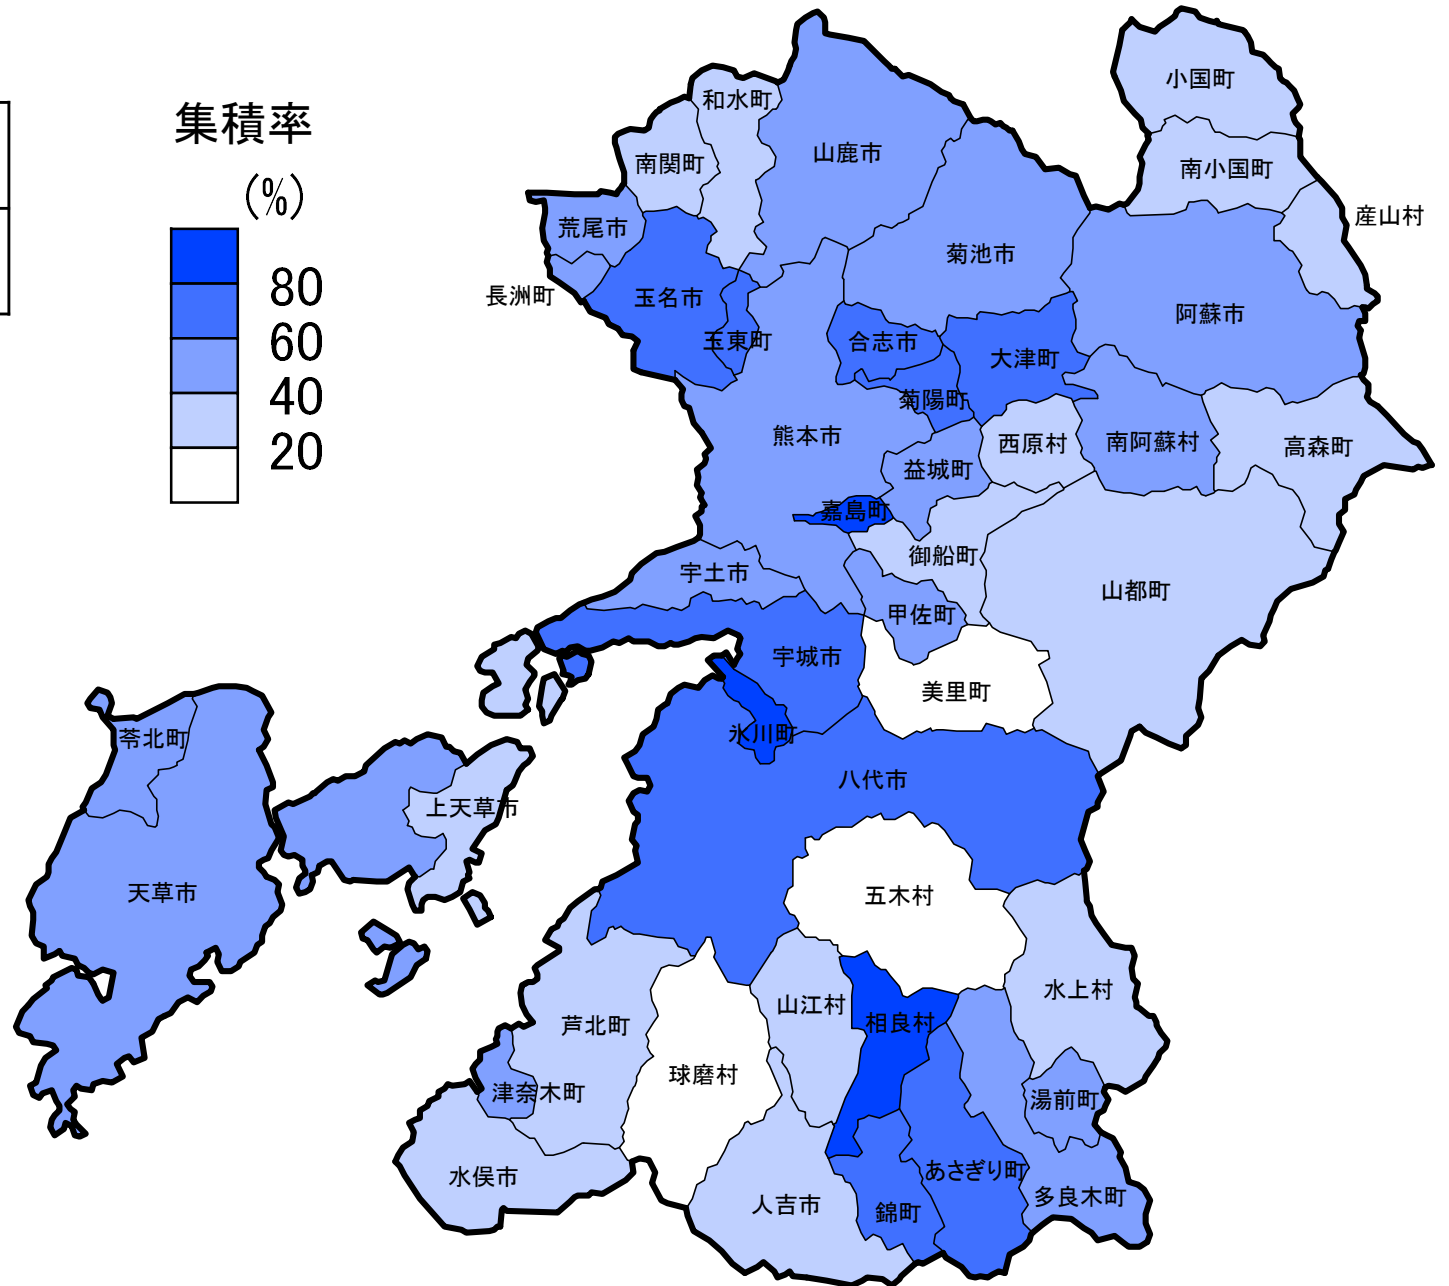 集積率
(%)
80
60
40
20
小国町
和水町
山鹿市
南関町
南小国町
産山村
荒尾市
菊池市
長洲町
玉名市
阿蘇市
玉東町
合志市
大津町
菊陽町
熊本市
西原村
南阿蘇村
高森町
益城町
嘉島町
御船町
宇土市
山都町
甲佐町
宇城市
美里町
氷川町
苓北町
八代市
上天草市
天草市
五木村
水上村
山江村
相良村
芦北町
球磨村
津奈木町
湯前町
水俣市
あさぎり町
多良木町
人吉市
錦町